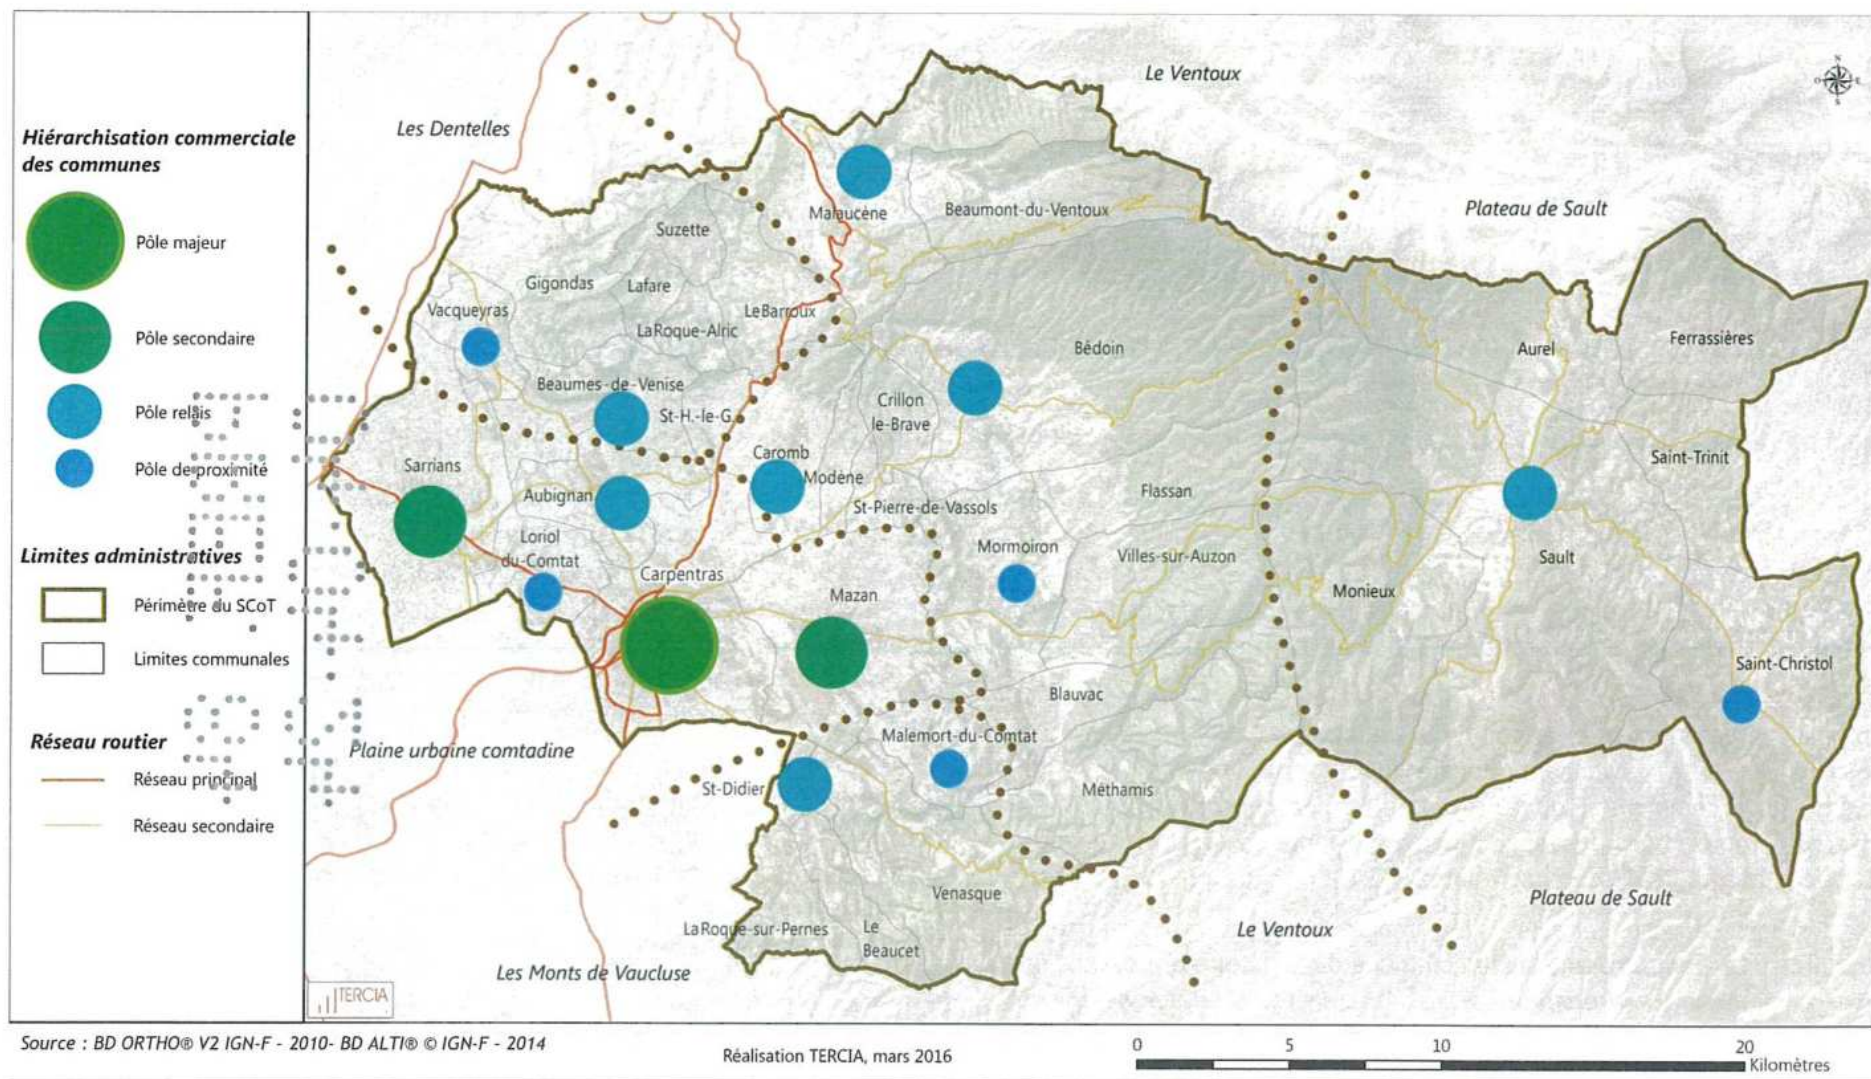 Hiérarchisation commerciale
des communes
Pôle majeur
Pôle secondaire
Pôle relais
Pôle de proximité
Limites administratives
Périmètre du SCoT
Limites communales
Réseau routier
Réseau principal
Réseau secondaire
Le Ventoux
N
O
E
S
Les Dentelles
Plateau de Sault
Malaucène
Beaumont-du-Ventoux
Suzette
Gigondas
Lafare
Vacqueyras
LeBarroux
LaRoque-Alric
Bédoin
Aurel
Ferrassières
Beaumes-de-Venise
St-H.-le-G.
Crillon
le-Brave
Sarrians
Caromb
Modène
Saint-Trinit
Aubignan
Flassan
St-Pierre-de-Vassols
Loriol
du-Comtat
Mormoiron
Villes-sur-Auzon
Sault
Carpentras
Mazan
Monieux
Saint-Christol
Blauvac
Plaine urbaine comtadine
Malemort-du-Comtat
St-Didier
Méthamis
Venasque
Plateau de Sault
LaRoque-sur-Pernes
Le
Beaucet
Le Ventoux
Les Monts de Vaucluse
TERCIA
Source : BD ORTHO® V2 IGN-F - 2010- BD ALTI® © IGN-F - 2014
Réalisation TERCIA, mars 2016
0 5 10 20
Kilomètres